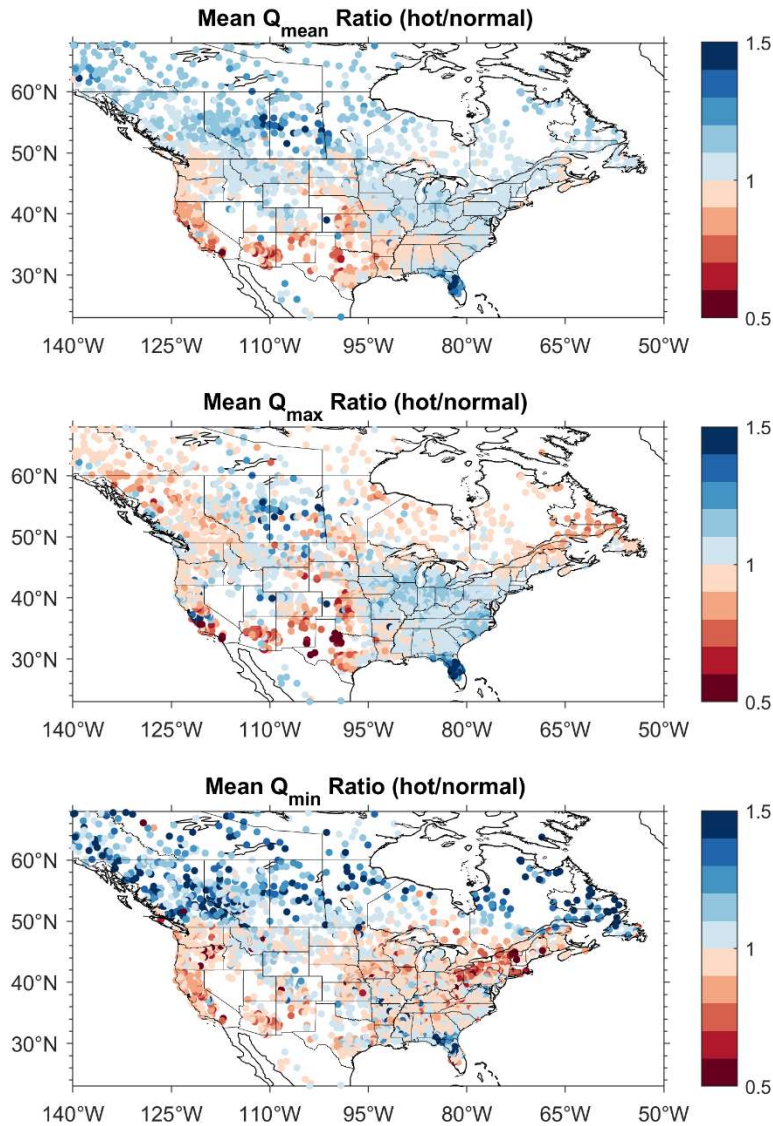 Mean Qmean Ratio (hot/normal)
60°N
50°N
40°N
30°N
140°W 125°W 110°W 95°W 80°W 65°W 50°W
1.5
1
0.5
Mean Qmax Ratio (hot/normal)
60°N
50°N
40°N
30°N
140°W 125°W 110°W 95°W 80°W 65°W 50°W
1.5
1
0.5
Mean Qmin Ratio (hot/normal)
60°N
50°N
40°N
30°N
140°W 125°W 110°W 95°W 80°W 65°W 50°W
1.5
1
0.5